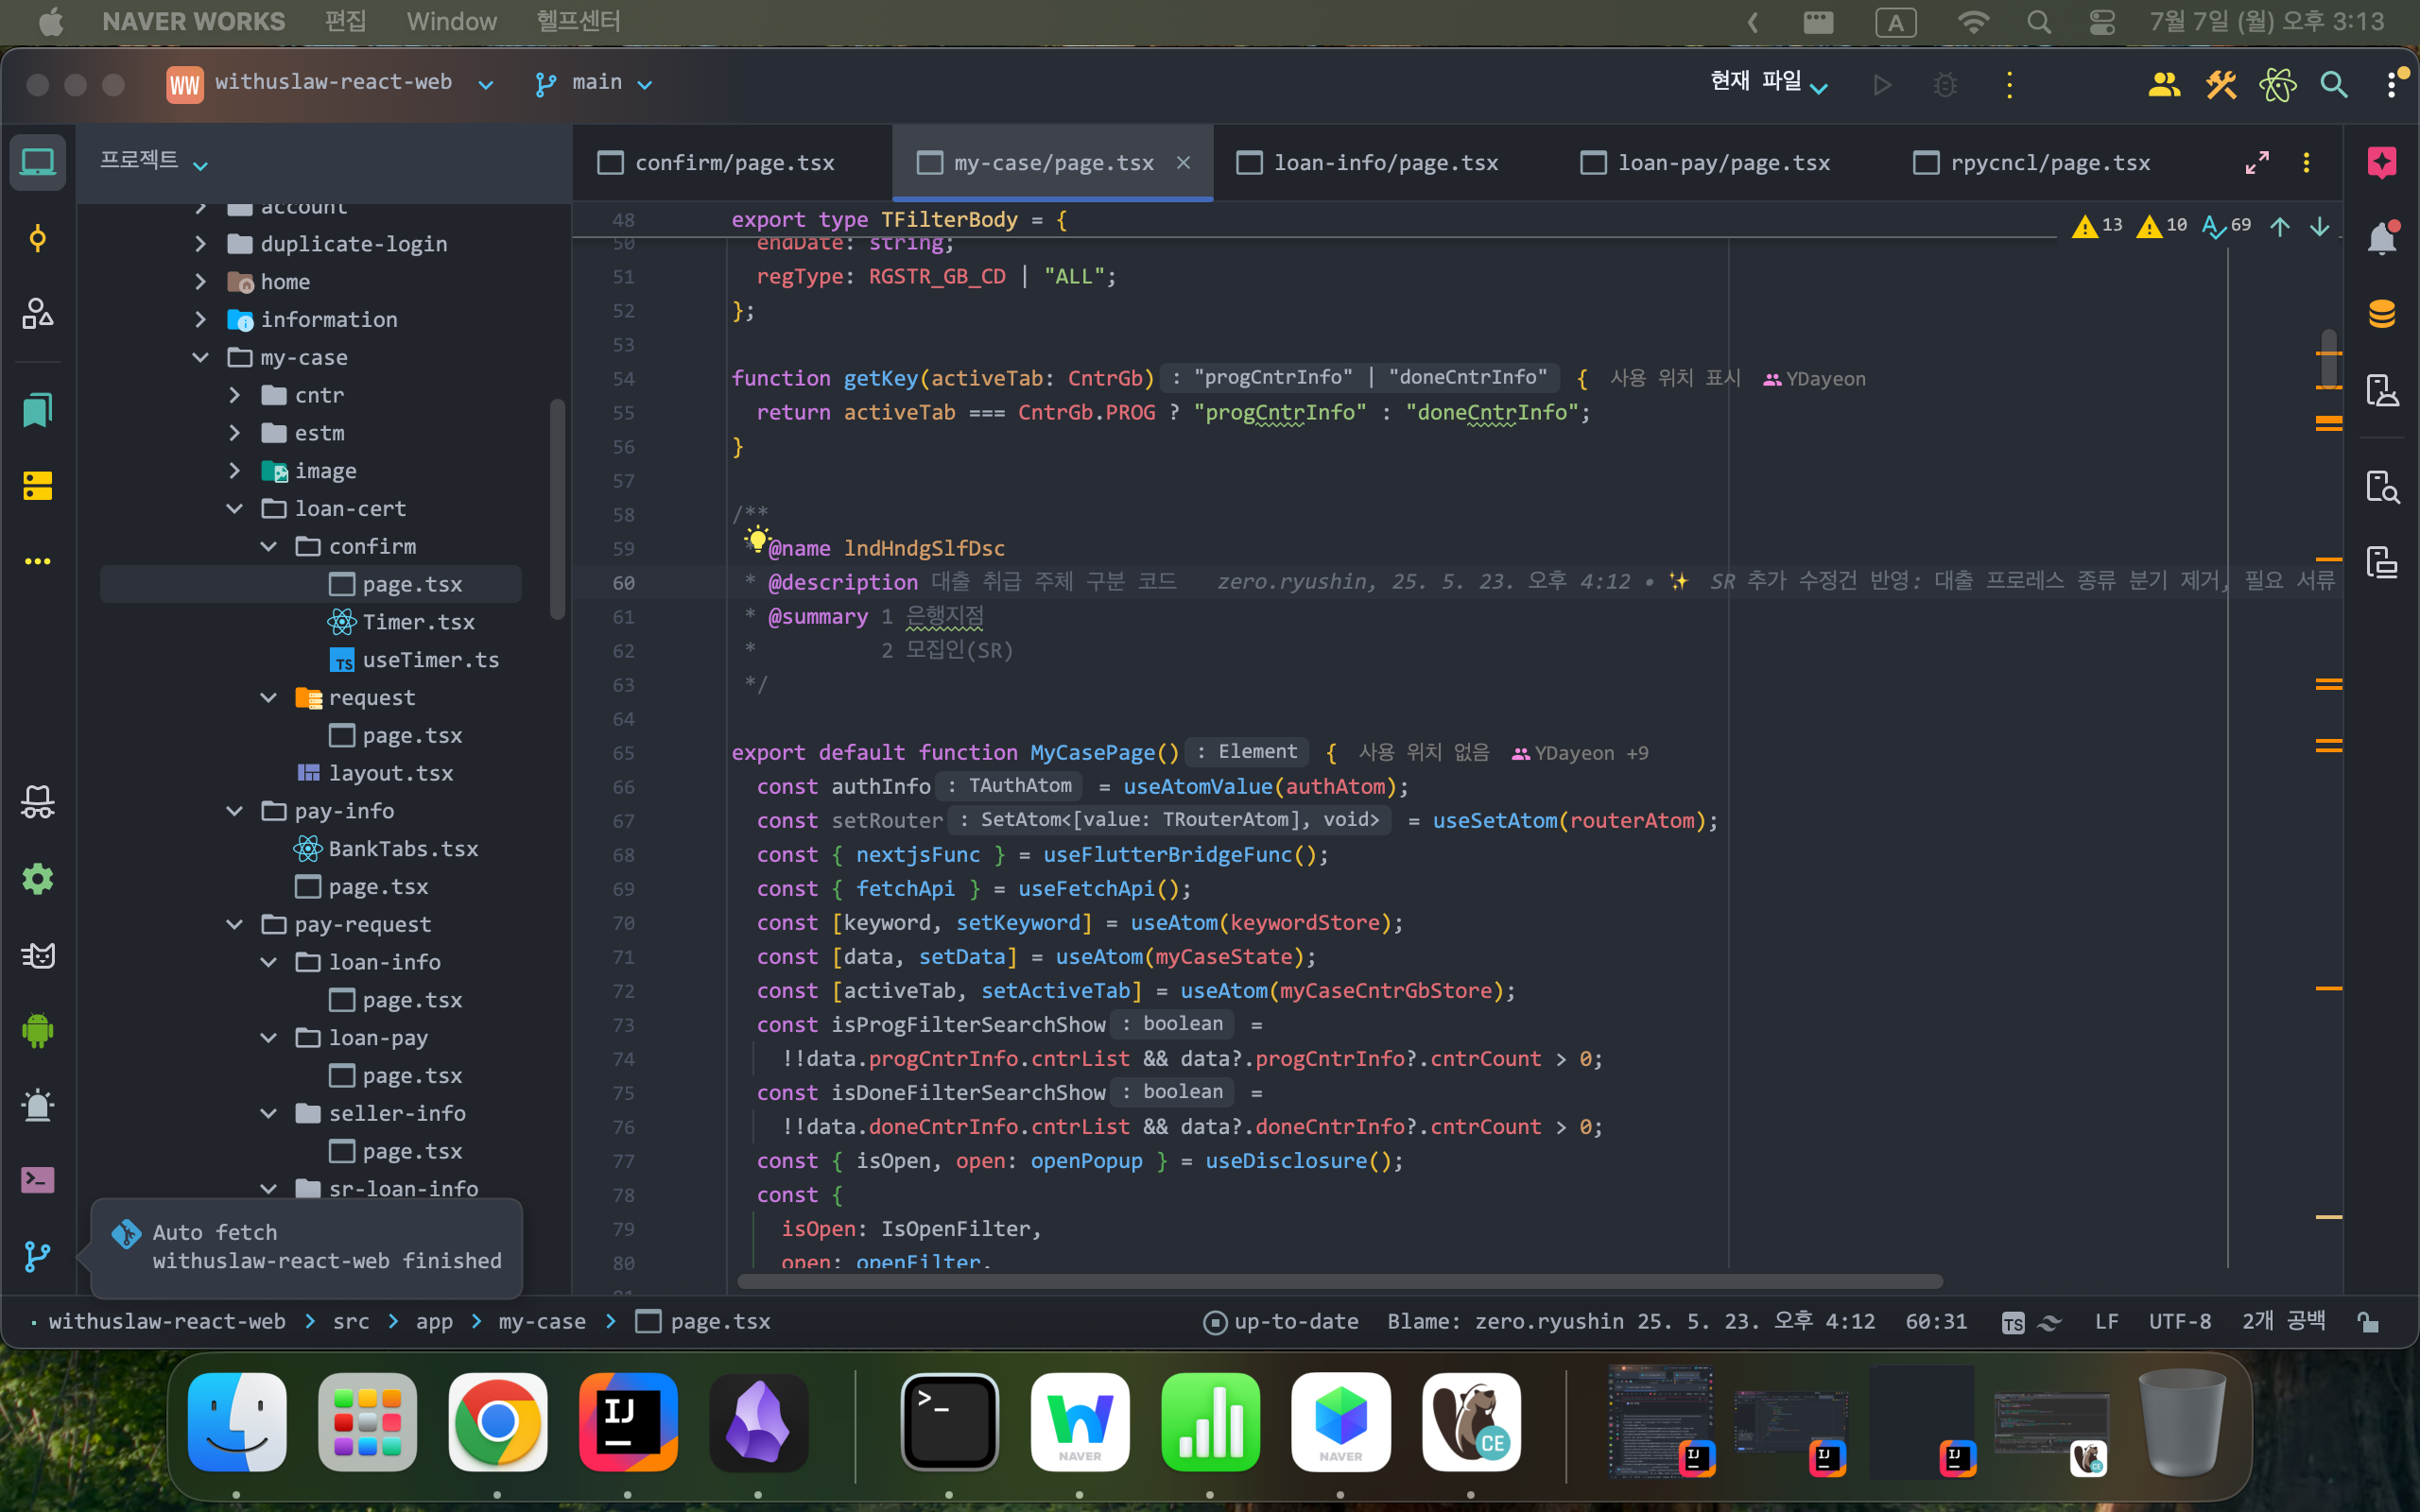 NAVER WORKS 편집 Window 헬프센터 A 7월 7일 (월) 오후 3:13
WW withuslaw-react-web main 현재 파일
프로젝트 confirm/page.tsx my-case/page.tsx × loan-info/page.tsx loan-pay/page.tsx rpycncl/page.tsx
account
duplicate-login
home
information
my-case
cntr
estm
image
loan-cert
confirm
page.tsx
Timer.tsx
TS useTimer.ts
request
page.tsx
layout.tsx
pay-info
BankTabs.tsx
page.tsx
pay-request
loan-info
page.tsx
loan-pay
page.tsx
seller-info
page.tsx
sr-loan-info
Auto fetch
withuslaw-react-web finished
13 10 69
48 export type TFilterBody = {
50 endDate: string;
51 regType: RGSTR_GB_CD | "ALL";
52 };
53
54 function getKey(activeTab: CntrGb) : "progCntrInfo" | "doneCntrInfo" { 사용 위치 표시 YDayeon
55 return activeTab === CntrGb.PROG ? "progCntrInfo" : "doneCntrInfo";
56 }
57
58 /**
59 * @name lndHndgSlfDsc
60 * @description 대출 취급 주체 구분 코드 zero.ryushin, 25. 5. 23. 오후 4:12 • ✨ SR 추가 수정건 반영: 대출 프로레스 종류 분기 제거, 필요 서류
61 * @summary 1 은행지점
62 * 2 모집인(SR)
63 */
64
65 export default function MyCasePage() : Element { 사용 위치 없음 YDayeon +9
66 const authInfo : TAuthAtom = useAtomValue(authAtom);
67 const setRouter : SetAtom<[value: TRouterAtom], void> = useSetAtom(routerAtom);
68 const { nextjsFunc } = useFlutterBridgeFunc();
69 const { fetchApi } = useFetchApi();
70 const [keyword, setKeyword] = useAtom(keywordStore);
71 const [data, setData] = useAtom(myCaseState);
72 const [activeTab, setActiveTab] = useAtom(myCaseCntrGbStore);
73 const isProgFilterSearchShow : boolean =
74 !!data.progCntrInfo.cntrList && data?.progCntrInfo?.cntrCount > 0;
75 const isDoneFilterSearchShow : boolean =
76 !!data.doneCntrInfo.cntrList && data?.doneCntrInfo?.cntrCount > 0;
77 const { isOpen, open: openPopup } = useDisclosure();
78 const {
79 isOpen: IsOpenFilter,
80 open: openFilter,
withuslaw-react-web > src > app > my-case > page.tsx up-to-date Blame: zero.ryushin 25. 5. 23. 오후 4:12 60:31 TS LF UTF-8 2개 공백
IJ >_ W NAVER NAVER CE IJ IJ IJ CE